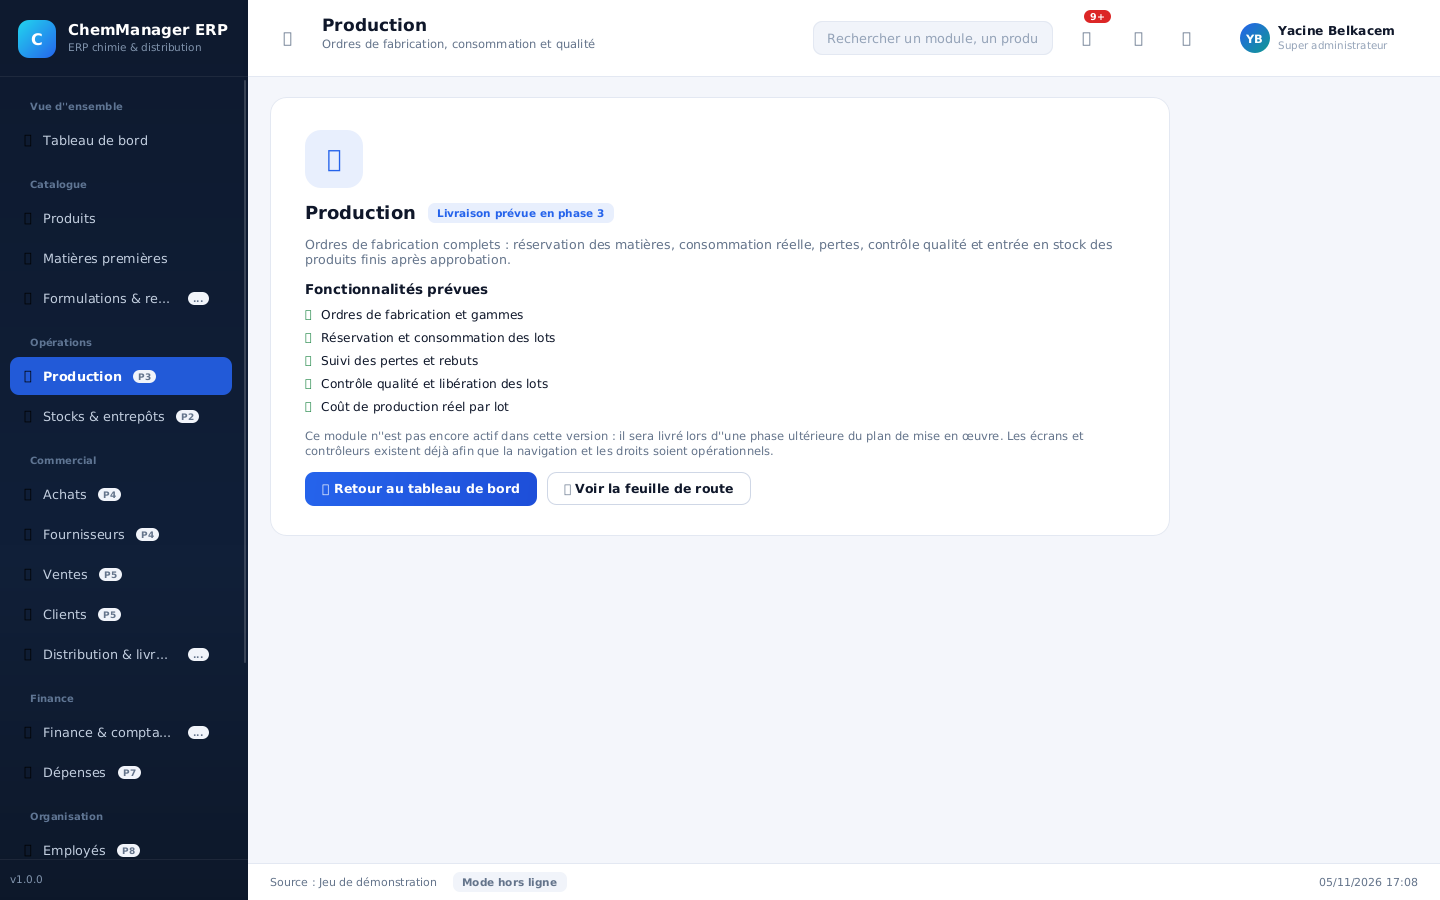 C
ChemManager ERP
ERP chimie & distribution
Vue d''ensemble
Tableau de bord
Catalogue
Produits
Matières premières
Formulations & re... ...
Opérations
Production P3
Stocks & entrepôts P2
Commercial
Achats P4
Fournisseurs P4
Ventes P5
Clients P5
Distribution & livr... ...
Finance
Finance & compta... ...
Dépenses P7
Organisation
Employés P8
v1.0.0
Production
Ordres de fabrication, consommation et qualité
Rechercher un module, un produ
9+
YB
Yacine Belkacem
Super administrateur
Production Livraison prévue en phase 3
Ordres de fabrication complets : réservation des matières, consommation réelle, pertes, contrôle qualité et entrée en stock des
produits finis après approbation.
Fonctionnalités prévues
Ordres de fabrication et gammes
Réservation et consommation des lots
Suivi des pertes et rebuts
Contrôle qualité et libération des lots
Coût de production réel par lot
Ce module n''est pas encore actif dans cette version : il sera livré lors d''une phase ultérieure du plan de mise en œuvre. Les écrans et
contrôleurs existent déjà afin que la navigation et les droits soient opérationnels.
Retour au tableau de bord
Voir la feuille de route
Source : Jeu de démonstration Mode hors ligne
05/11/2026 17:08